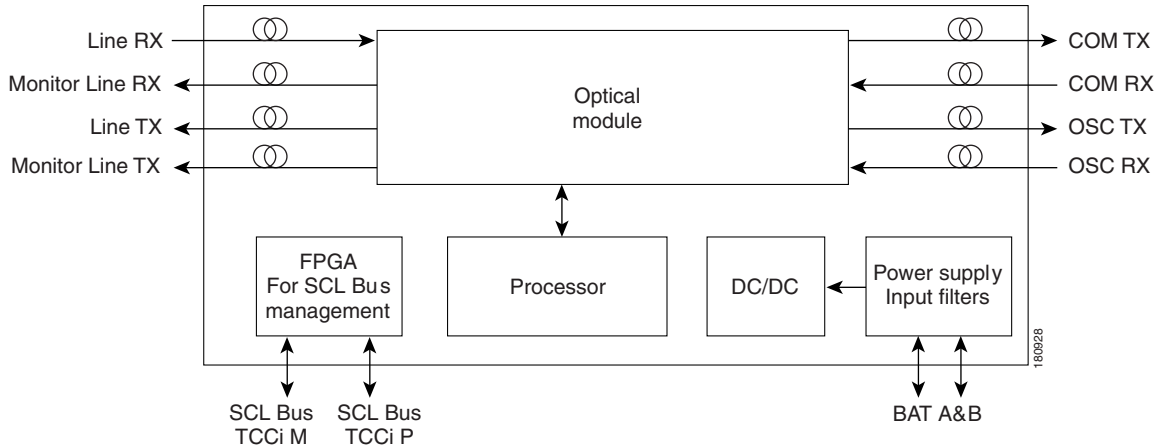 Line RX
Monitor Line RX
Line TX
Monitor Line TX
Optical
module
COM TX
COM RX
OSC TX
OSC RX
FPGA
For SCL Bus
management
Processor
DC/DC
Power supply
Input filters
180928
SCL Bus
TCCi M
SCL Bus
TCCi P
BAT A&B